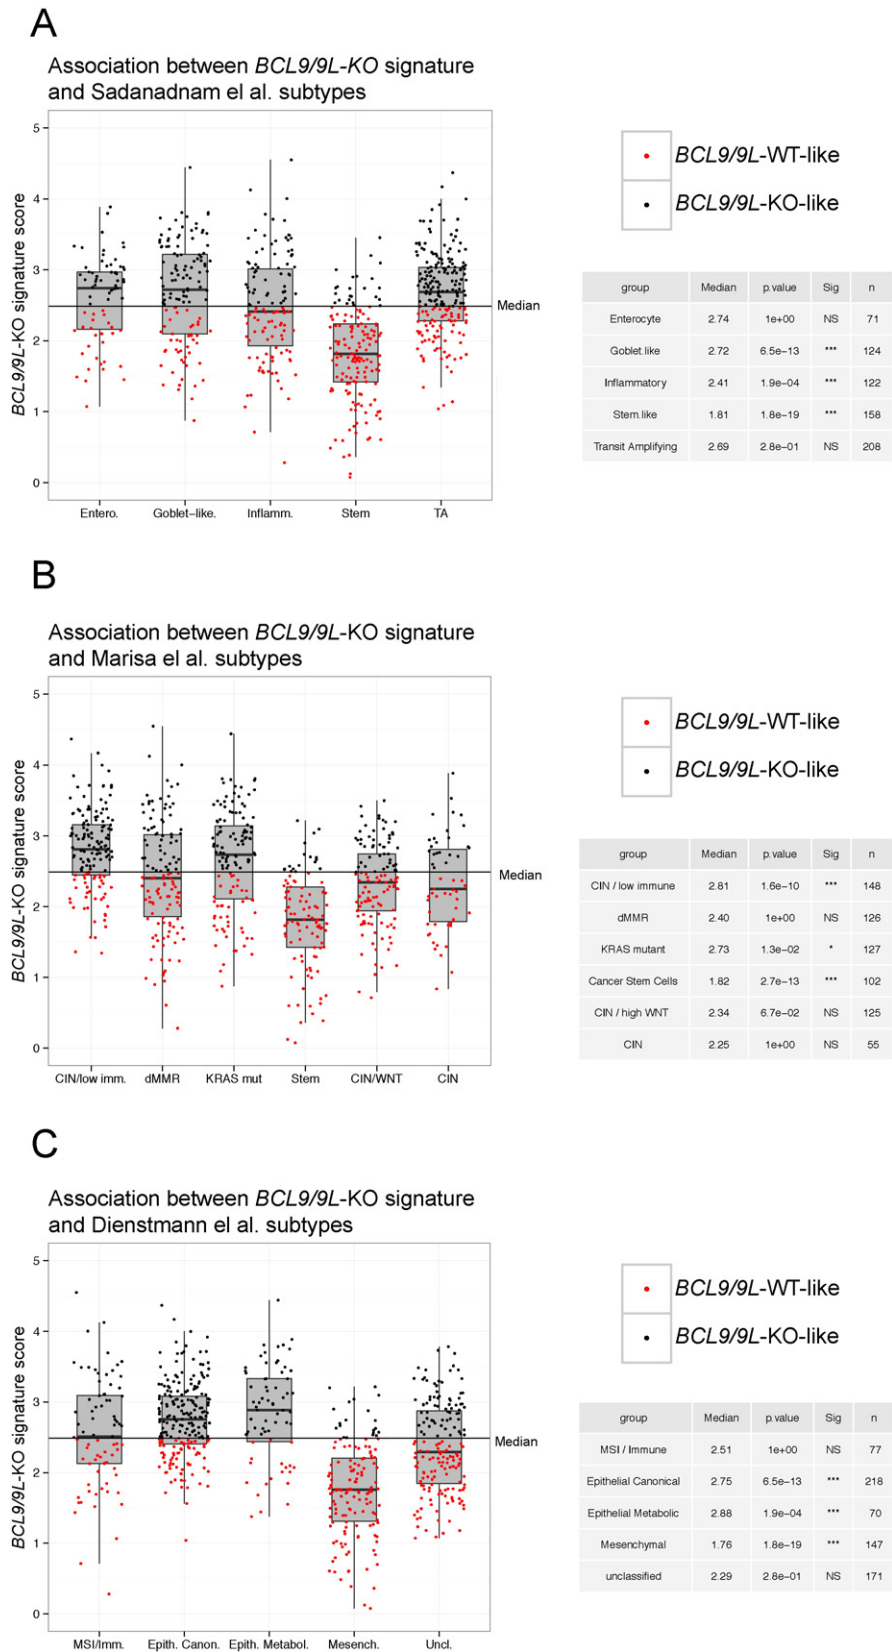 A
Association between BCL9/9L-KO signature
and Sadanadnam el al. subtypes
BCL9/9L-KO signature score
5
4
3
2
1
0
Median
Entero.
Goblet-like.
Inflamm.
Stem
TA
BCL9/9L-WT-like
BCL9/9L-KO-like
group Median p.value Sig n
Enterocyte 2.74 1e+00 NS 71
Goblet.like 2.72 6.5e-13 *** 124
Inflammatory 2.41 1.9e-04 *** 122
Stem.like 1.81 1.8e-19 *** 158
Transit Amplifying 2.69 2.8e-01 NS 208
B
Association between BCL9/9L-KO signature
and Marisa el al. subtypes
BCL9/9L-KO signature score
5
4
3
2
1
0
Median
CIN/low imm.
dMMR
KRAS mut
Stem
CIN/WNT
CIN
BCL9/9L-WT-like
BCL9/9L-KO-like
group Median p.value Sig n
CIN / low immune 2.81 1.6e-10 *** 148
dMMR 2.40 1e+00 NS 126
KRAS mutant 2.73 1.3e-02 * 127
Cancer Stem Cells 1.82 2.7e-13 *** 102
CIN / high WNT 2.34 6.7e-02 NS 125
CIN 2.25 1e+00 NS 55
C
Association between BCL9/9L-KO signature
and Dienstmann el al. subtypes
BCL9/9L-KO signature score
5
4
3
2
1
0
Median
MSI/Imm.
Epith. Canon.
Epith. Metabol.
Mesench.
Uncl.
BCL9/9L-WT-like
BCL9/9L-KO-like
group Median p.value Sig n
MSI / Immune 2.51 1e+00 NS 77
Epithelial Canonical 2.75 6.5e-13 *** 218
Epithelial Metabolic 2.88 1.9e-04 *** 70
Mesenchymal 1.76 1.8e-19 *** 147
unclassified 2.29 2.8e-01 NS 171